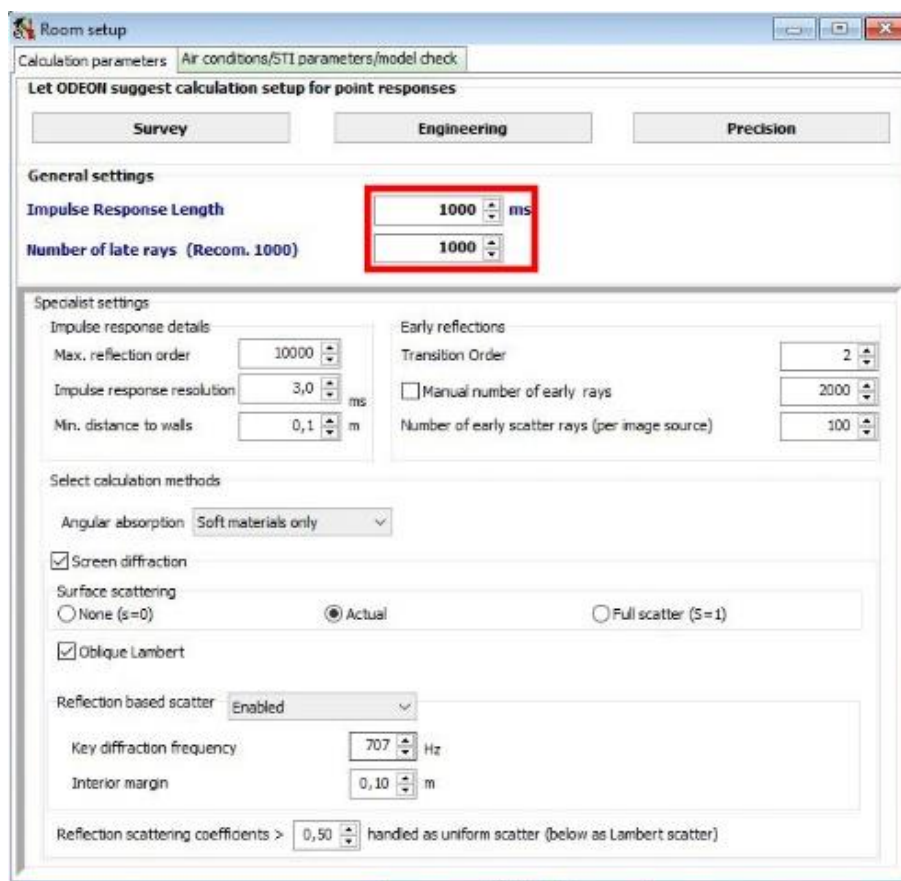 Room setup
Calculation parameters Air conditions/STI parameters/model check
Let ODEON suggest calculation setup for point responses
Survey Engineering Precision
General settings
Impulse Response Length 1000 ms
Number of late rays (Recom. 1000) 1000
Specialist settings
Impulse response details Early reflections
Max. reflection order 10000 Transition Order 2
Impulse response resolution 3,0 ms Manual number of early rays 2000
Min. distance to walls 0,1 m Number of early scatter rays (per image source) 100
Select calculation methods
Angular absorption Soft materials only
Screen diffraction
Surface scattering
None (s=0) Actual Full scatter (S=1)
Oblique Lambert
Reflection based scatter Enabled
Key diffraction frequency 707 Hz
Interior margin 0,10 m
Reflection scattering coefficients > 0,50 handled as uniform scatter (below as Lambert scatter)